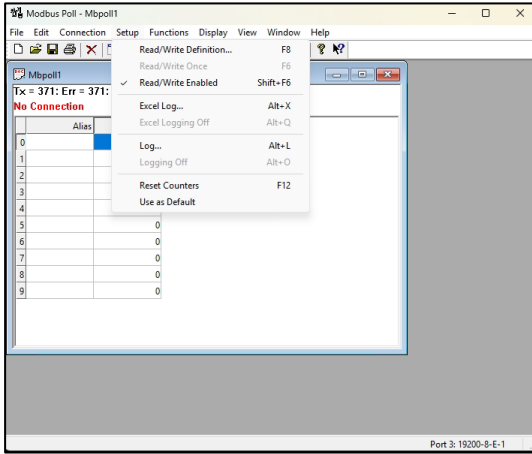 Modbus Poll - Mbpoll1
File Edit Connection Setup Functions Display View Window Help
Read/Write Definition... F8
Read/Write Once F6
Mbpoll1
✓ Read/Write Enabled Shift+F6
Tx = 371: Err = 371:
No Connection
Excel Log... Alt+X
Alias
Excel Logging Off Alt+Q
0
Log... Alt+L
1
Logging Off Alt+O
2
3
Reset Counters F12
4
Use as Default
5 0
6 0
7 0
8 0
9 0
Port 3: 19200-8-E-1